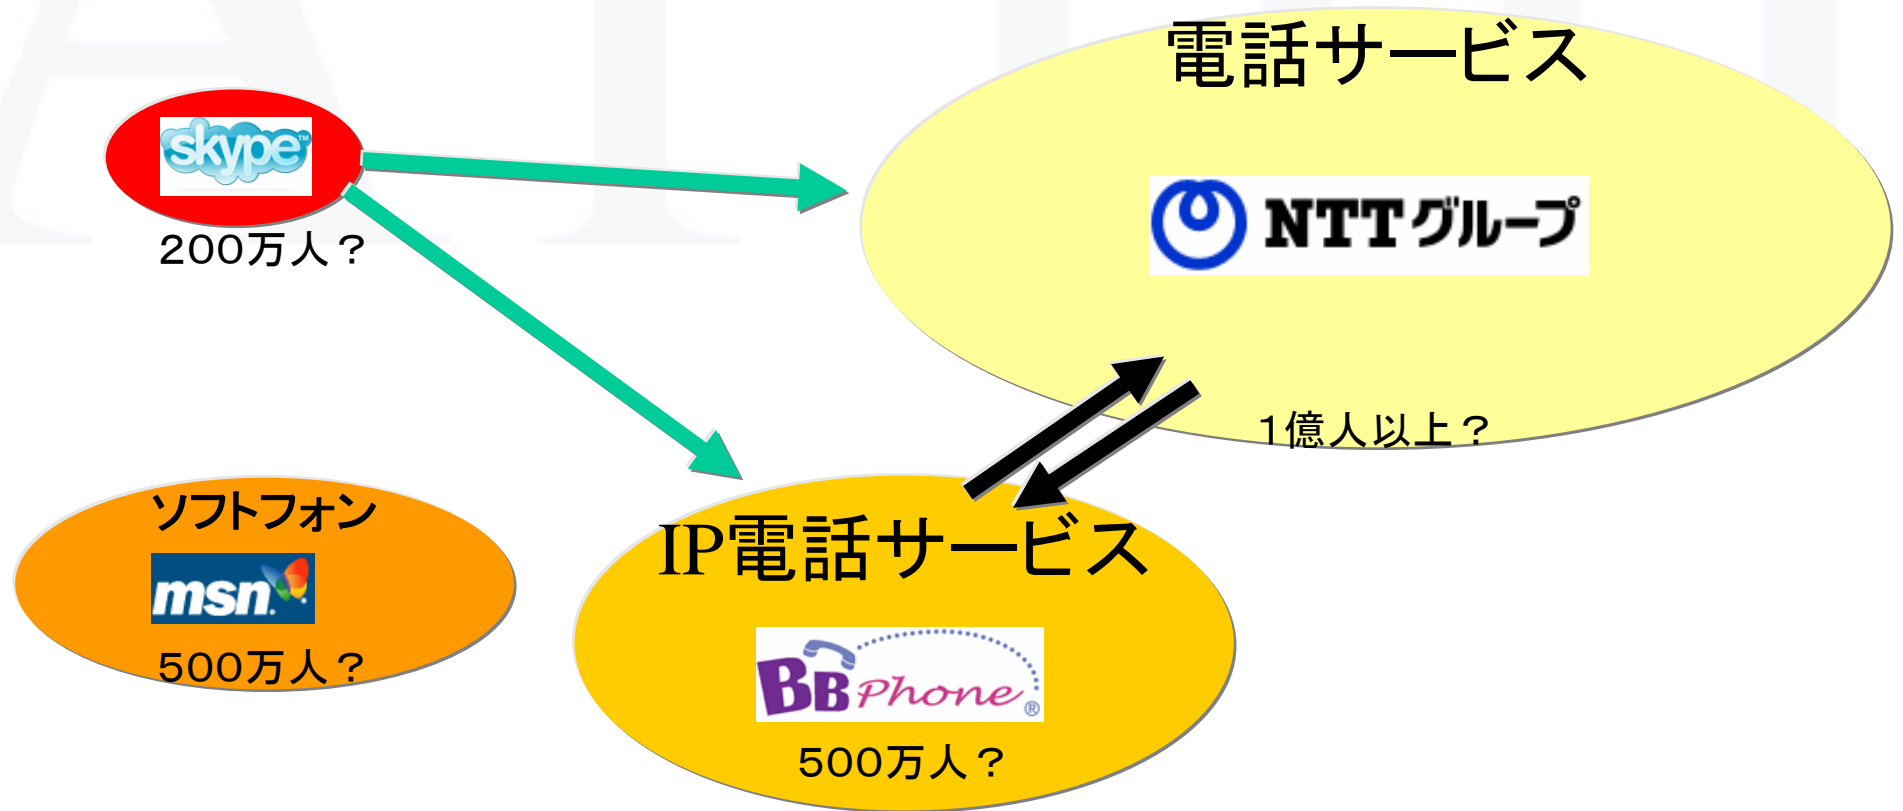 電話サービス
skype™
NTTグループ
200万人？
1億人以上？
ソフトフォン
msn.
500万人？
IP電話サービス
BB Phone®
500万人？